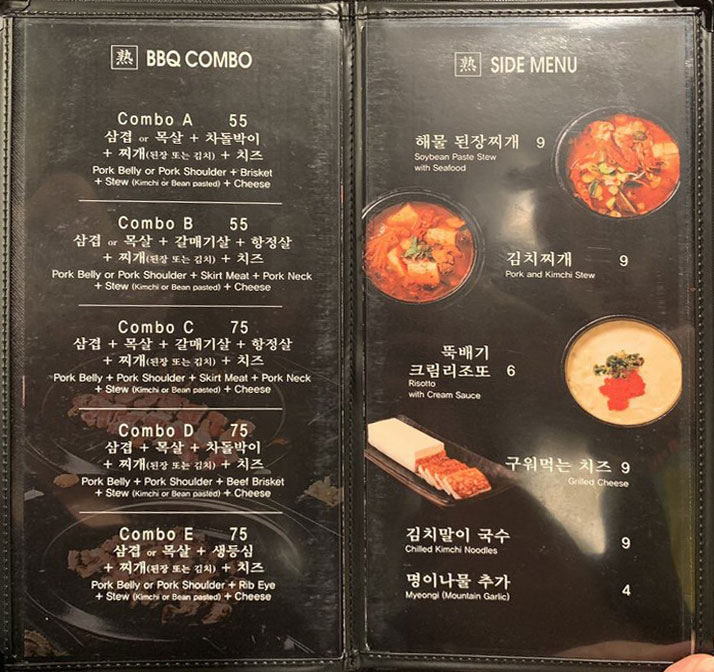 熟 BBQ COMBO
Combo A 55
삼겹 or 목살 + 차돌박이
+ 찌개(된장 또는 김치) + 치즈
Pork Belly or Pork Shoulder + Brisket
+ Stew (Kimchi or Bean pasted) + Cheese
Combo B 55
삼겹 or 목살 + 갈매기살 + 항정살
+ 찌개(된장 또는 김치) + 치즈
Pork Belly or Pork Shoulder + Skirt Meat + Pork Neck
+ Stew (Kimchi or Bean pasted) + Cheese
Combo C 75
삼겹 + 목살 + 갈매기살 + 항정살
+ 찌개(된장 또는 김치) + 치즈
Pork Belly + Pork Shoulder + Skirt Meat + Pork Neck
+ Stew (Kimchi or Bean pasted) + Cheese
Combo D 75
삼겹 + 목살 + 차돌박이
+ 찌개(된장 또는 김치) + 치즈
Pork Belly + Pork Shoulder + Beef Brisket
+ Stew (Kimchi or Bean pasted) + Cheese
Combo E 75
삼겹 or 목살 + 생등심
+ 찌개(된장 또는 김치) + 치즈
Pork Belly or Pork Shoulder + Rib Eye
+ Stew (Kimchi or Bean pasted) + Cheese
熟 SIDE MENU
해물 된장찌개 9
Soybean Paste Stew
with Seafood
김치찌개 9
Pork and Kimchi Stew
뚝배기
크림리조또 6
Risotto
with Cream Sauce
구워먹는 치즈 9
Grilled Cheese
김치말이 국수 9
Chilled Kimchi Noodles
명이나물 추가 4
Myeongi (Mountain Garlic)